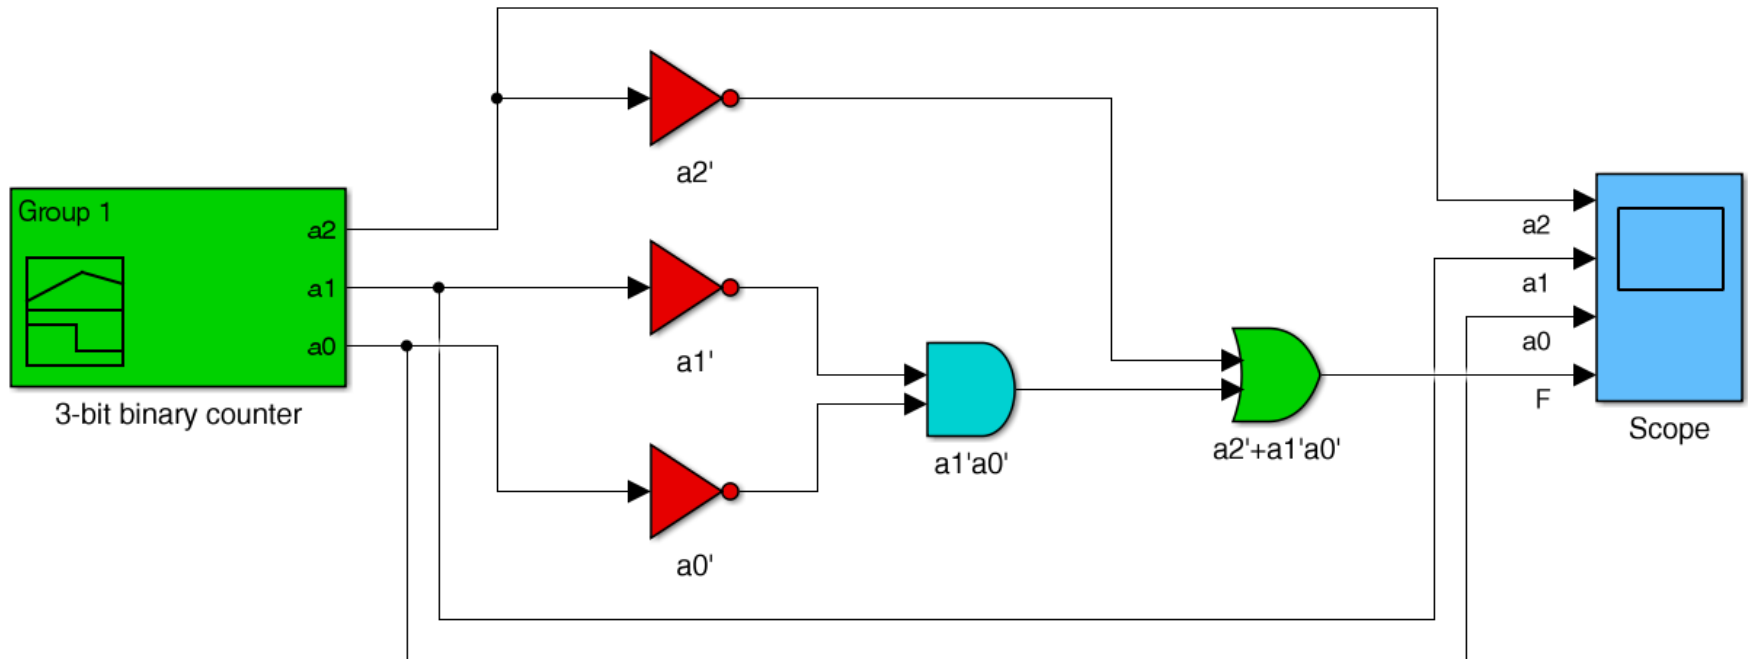 Group 1
a2
a1
a0
3-bit binary counter
a2'
a1'
a0'
a1'a0'
a2'+a1'a0'
a2
a1
a0
F
Scope